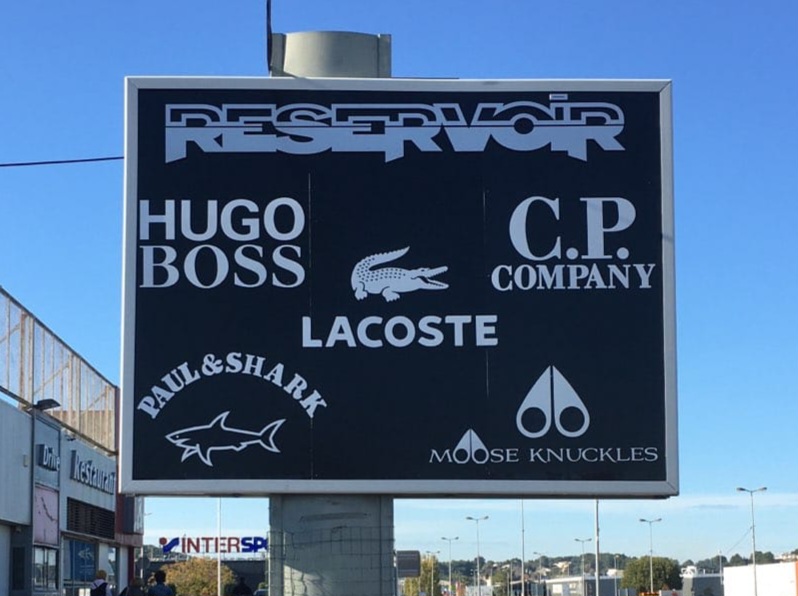 RESERVOIR
HUGO
BOSS
C.P.
COMPANY
LACOSTE
PAUL & SHARK
MOOSE KNUCKLES
Drive
Restaurant
INTERSP